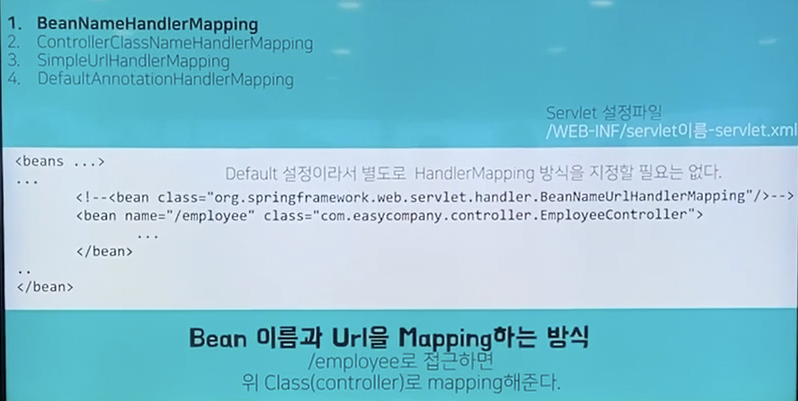 1. BeanNameHandlerMapping
2. ControllerClassNameHandlerMapping
3. SimpleUrlHandlerMapping
4. DefaultAnnotationHandlerMapping
Servlet 설정파일
/WEB-INF/servlet이름-servlet.xml
<beans ...>
Default 설정이라서 별도로 HandlerMapping 방식을 지정할 필요는 없다.
...
<!--<bean class="org.springframework.web.servlet.handler.BeanNameUrlHandlerMapping"/>-->
<bean name="/employee" class="com.easycompany.controller.EmployeeController">
...
</bean>
..
</bean>
Bean 이름과 Url을 Mapping하는 방식
/employee로 접근하면
위 Class(controller)로 mapping해준다.